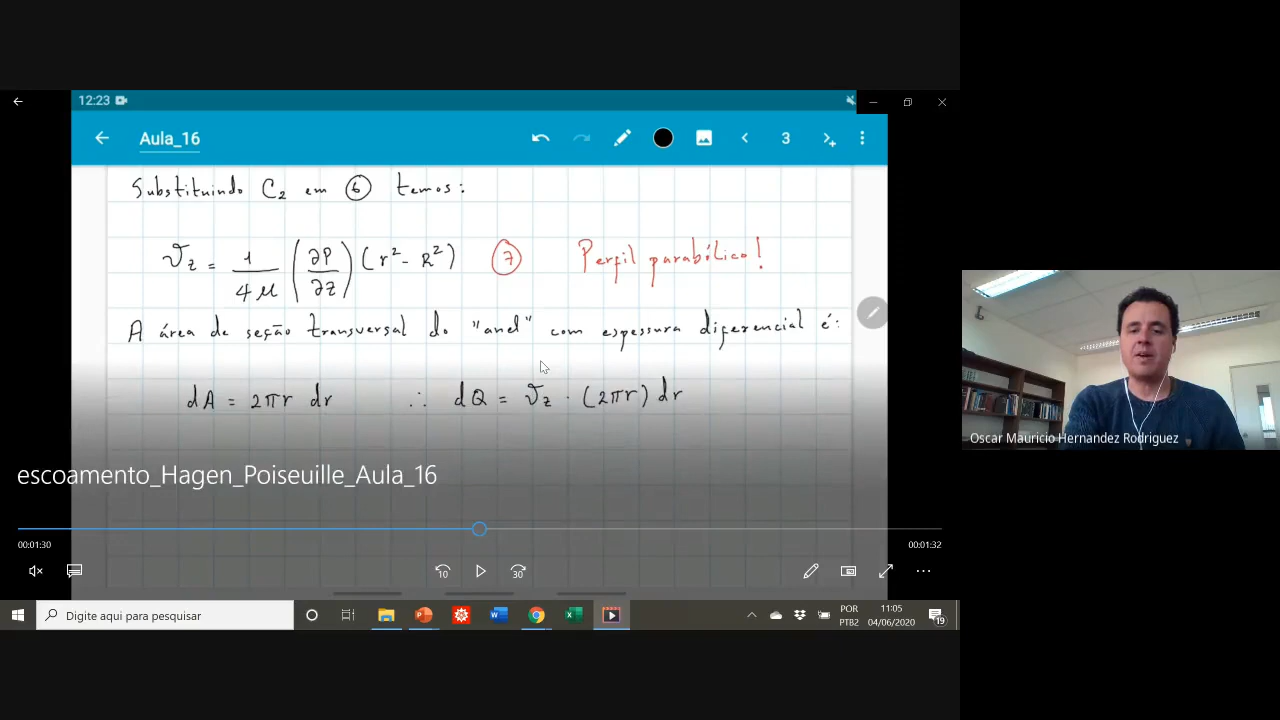 12:23
Aula_16
3
Substituindo C₂ em ⑥ temos:
𝒱z = 1/4μ (∂P/∂z) (r² - R²) ⑦ Perfil parabólico!
A área de seção transversal do "anel" com espessura diferencial é:
dA = 2πr dr ∴ dQ = 𝒱z · (2πr) dr
escoamento_Hagen_Poiseuille_Aula_16
00:01:30
00:01:32
10
30
Digite aqui para pesquisar
POR
PTB2
11:05
04/06/2020
19
Oscar Mauricio Hernandez Rodriguez